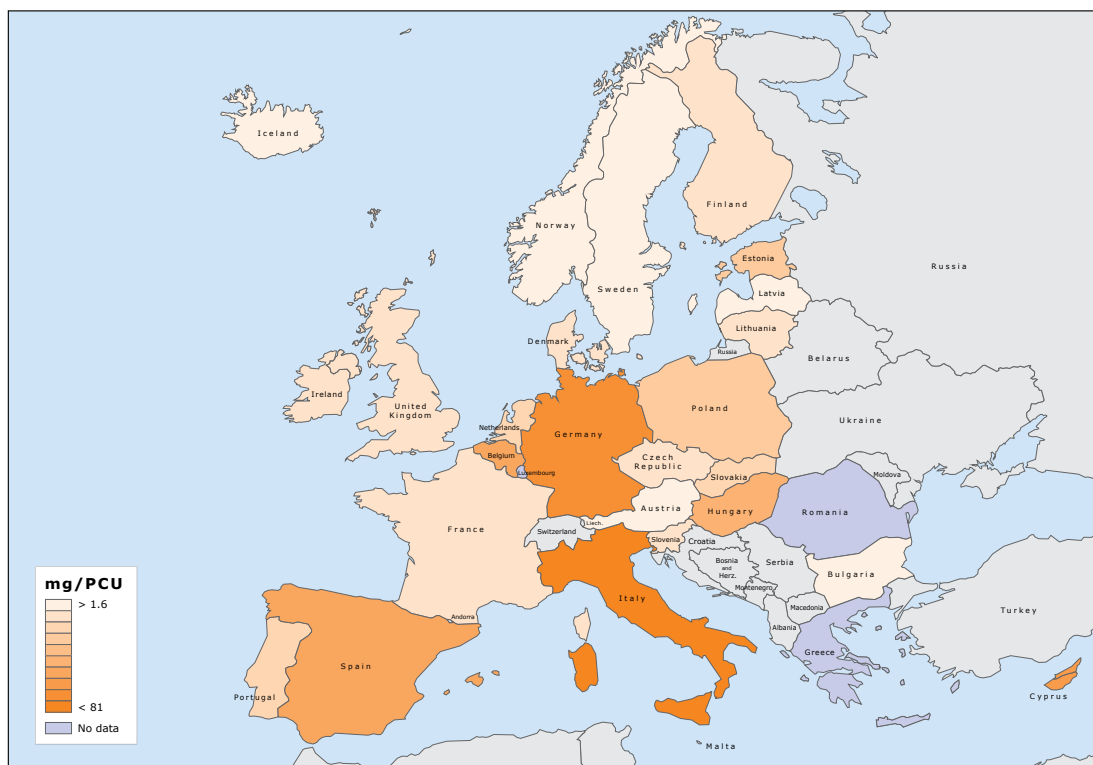 Iceland
Norway
Sweden
Finland
Russia
Estonia
Latvia
Lithuania
Russia
Denmark
Belarus
Ireland
United
Kingdom
Netherlands
Belgium
Luxembourg
Germany
Poland
Ukraine
Czech
Republic
Slovakia
France
Switzerland
Liech.
Austria
Hungary
Romania
Moldova
Slovenia
Croatia
Bosnia
and
Herz.
Serbia
Montenegro
Bulgaria
Macedonia
Albania
Italy
Andorra
Spain
Portugal
Greece
Turkey
Cyprus
Malta
mg/PCU
> 1.6
< 81
No data